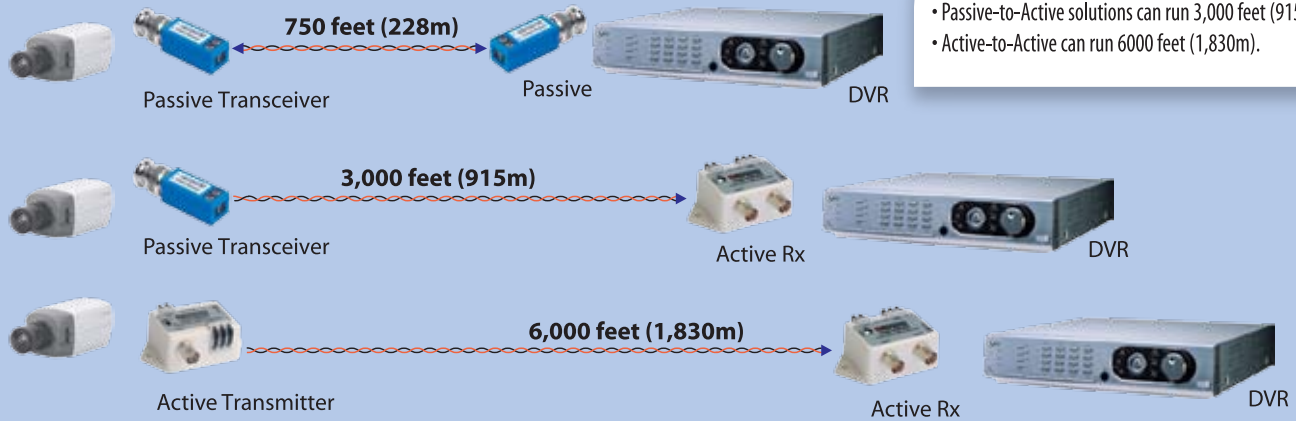 • Passive-to-Active solutions can run 3,000 feet (915
• Active-to-Active can run 6000 feet (1,830m).
750 feet (228m)
Passive Transceiver
Passive
DVR
3,000 feet (915m)
Passive Transceiver
Active Rx
DVR
6,000 feet (1,830m)
Active Transmitter
Active Rx
DVR